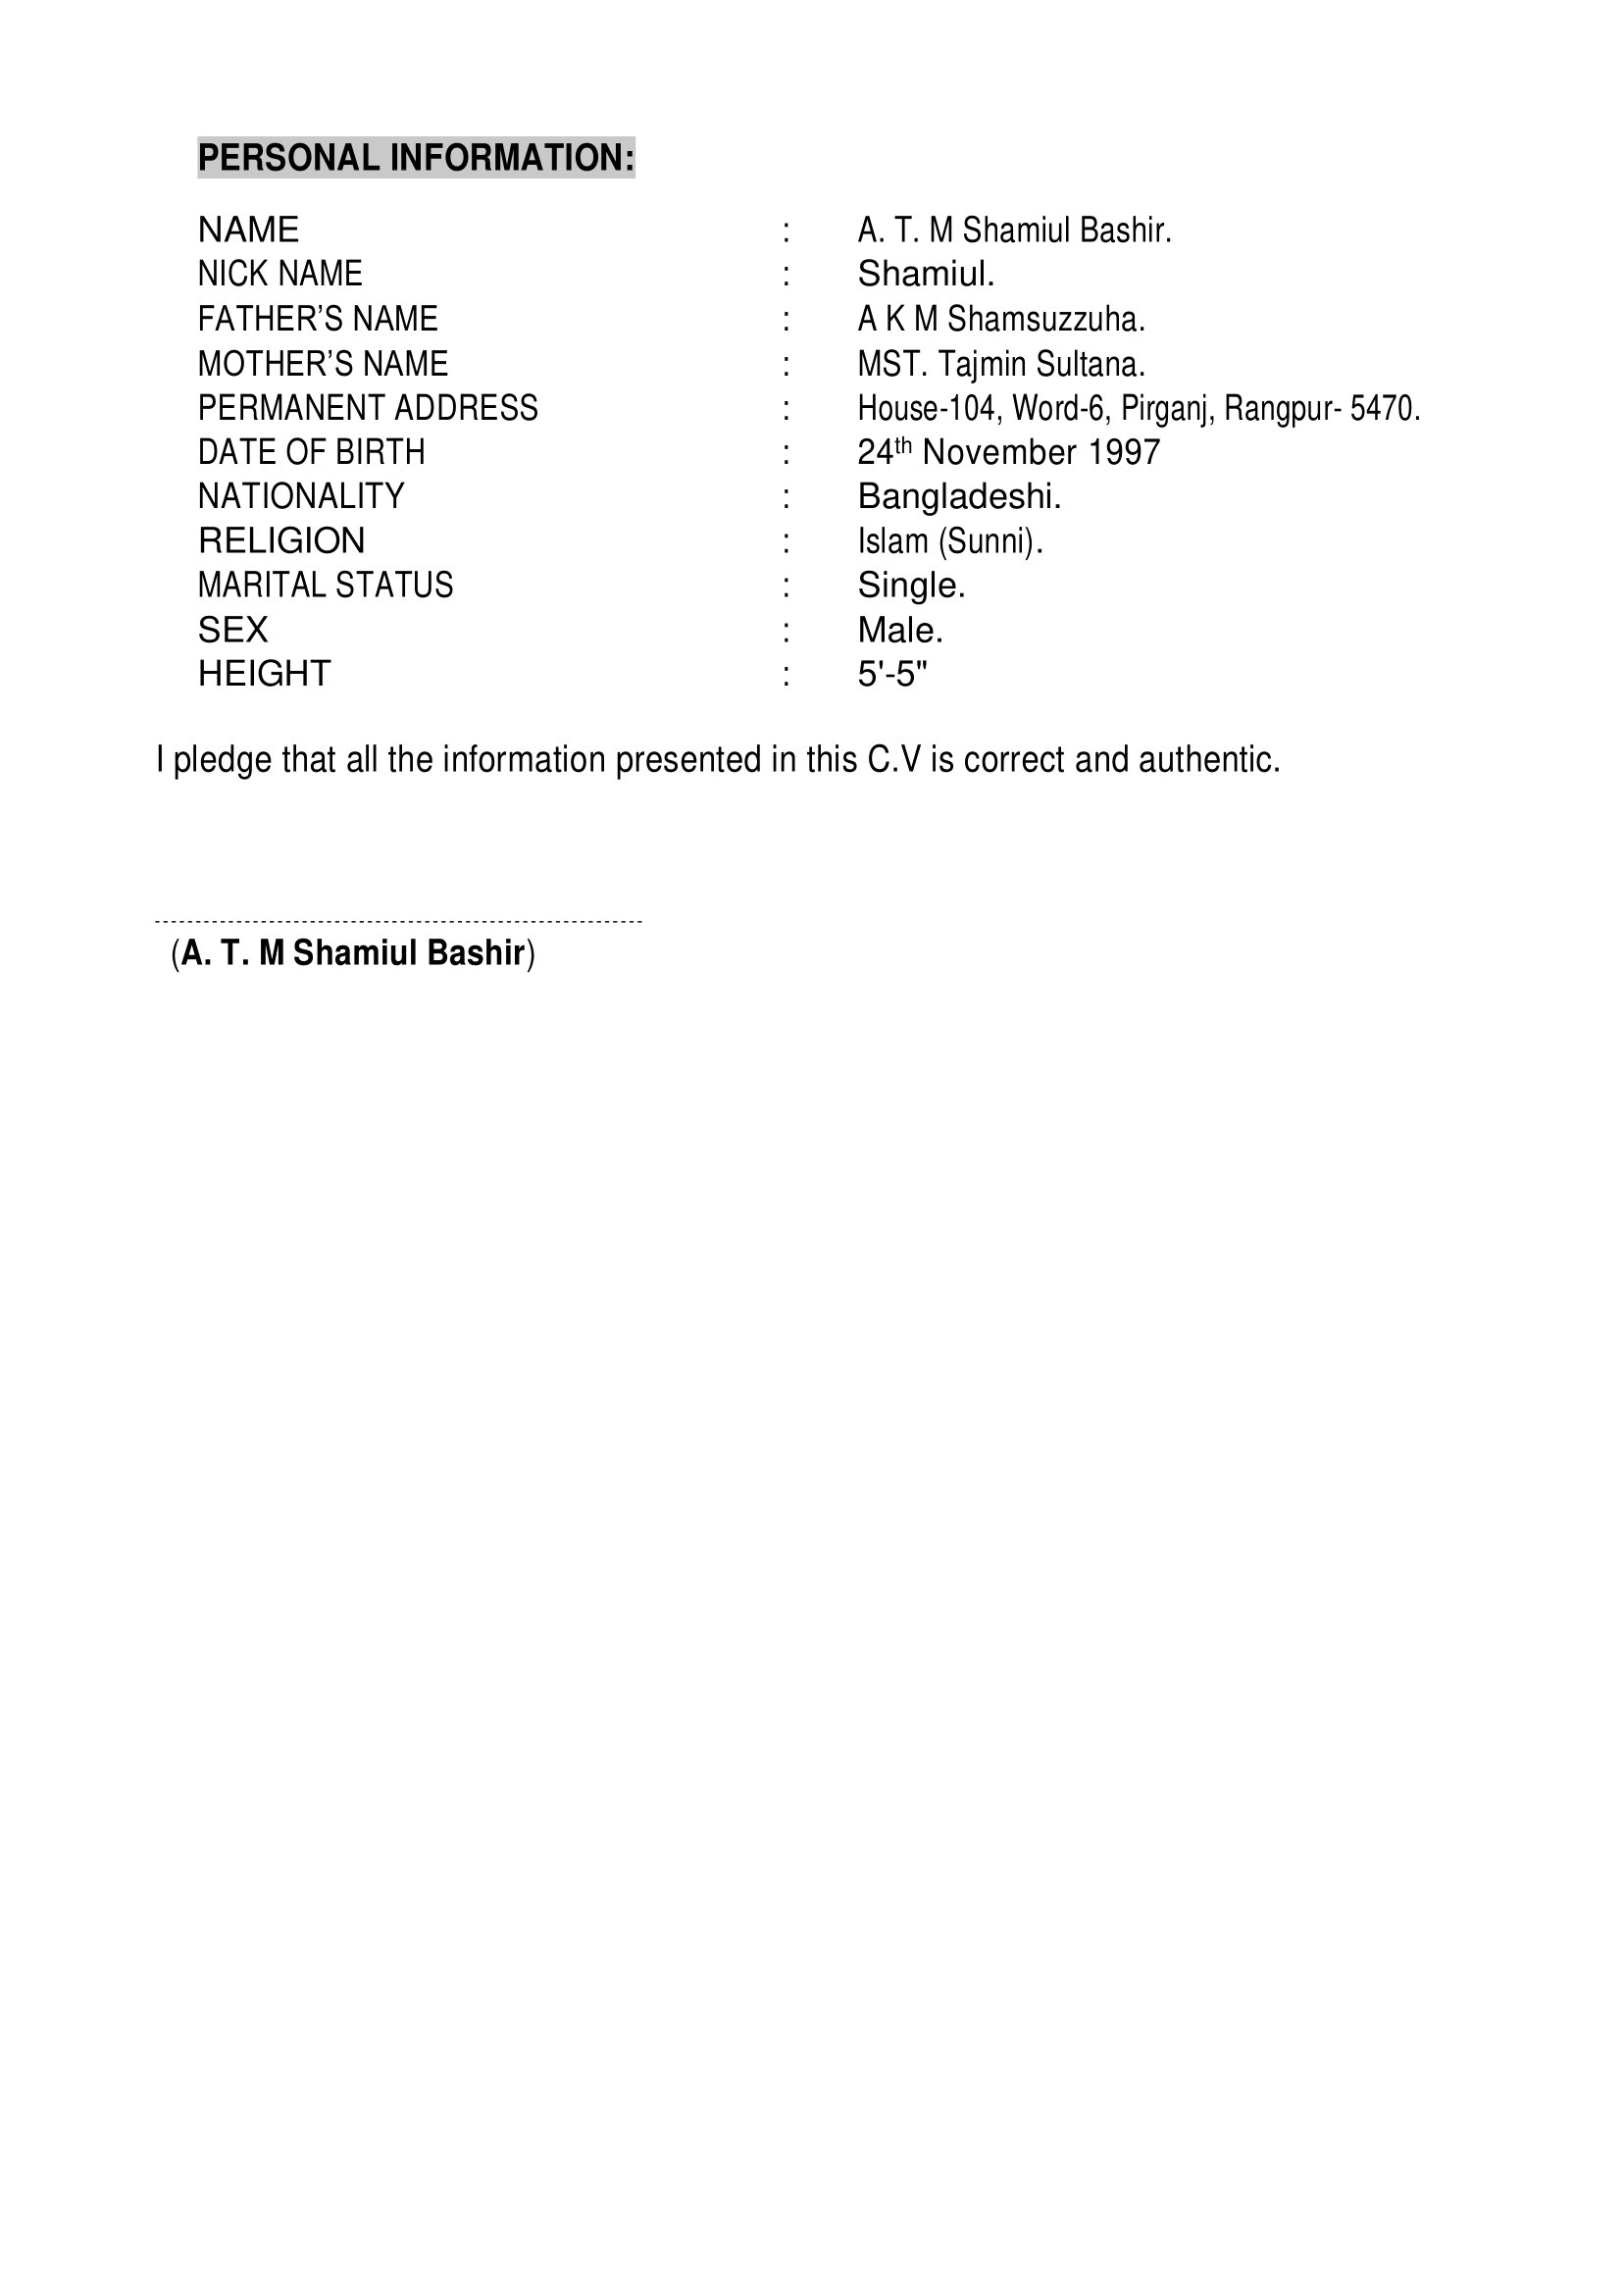 PERSONAL INFORMATION:
NAME : A. T. M Shamiul Bashir.
NICK NAME : Shamiul.
FATHER’S NAME : A K M Shamsuzzuha.
MOTHER’S NAME : MST. Tajmin Sultana.
PERMANENT ADDRESS : House-104, Word-6, Pirganj, Rangpur- 5470.
DATE OF BIRTH : 24th November 1997
NATIONALITY : Bangladeshi.
RELIGION : Islam (Sunni).
MARITAL STATUS : Single.
SEX : Male.
HEIGHT : 5'-5"
I pledge that all the information presented in this C.V is correct and authentic.
(A. T. M Shamiul Bashir)